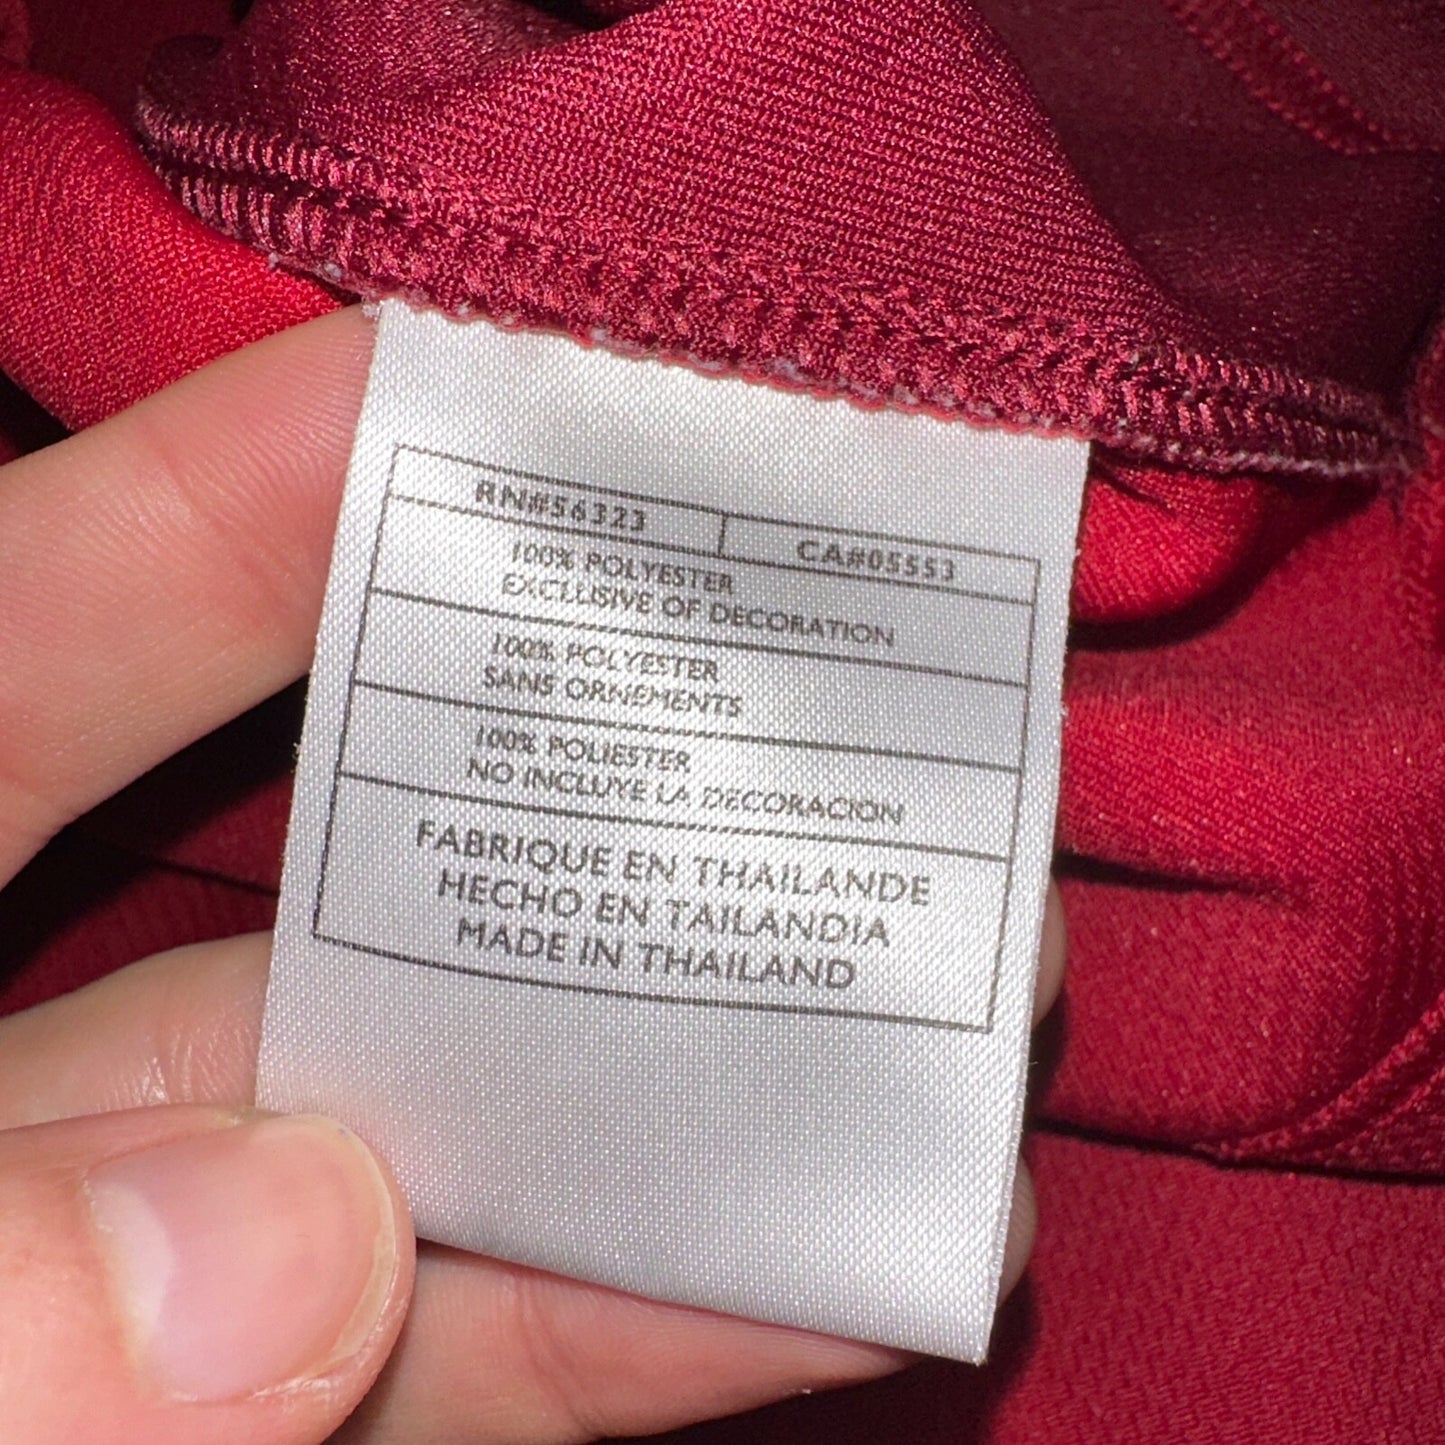 RN#56323 CA#05553
100% POLYESTER
EXCLUSIVE OF DECORATION
100% POLYESTER
SANS ORNEMENTS
100% POLIESTER
NO INCLUYE LA DECORACION
FABRIQUE EN THAILANDE
HECHO EN TAILANDIA
MADE IN THAILAND